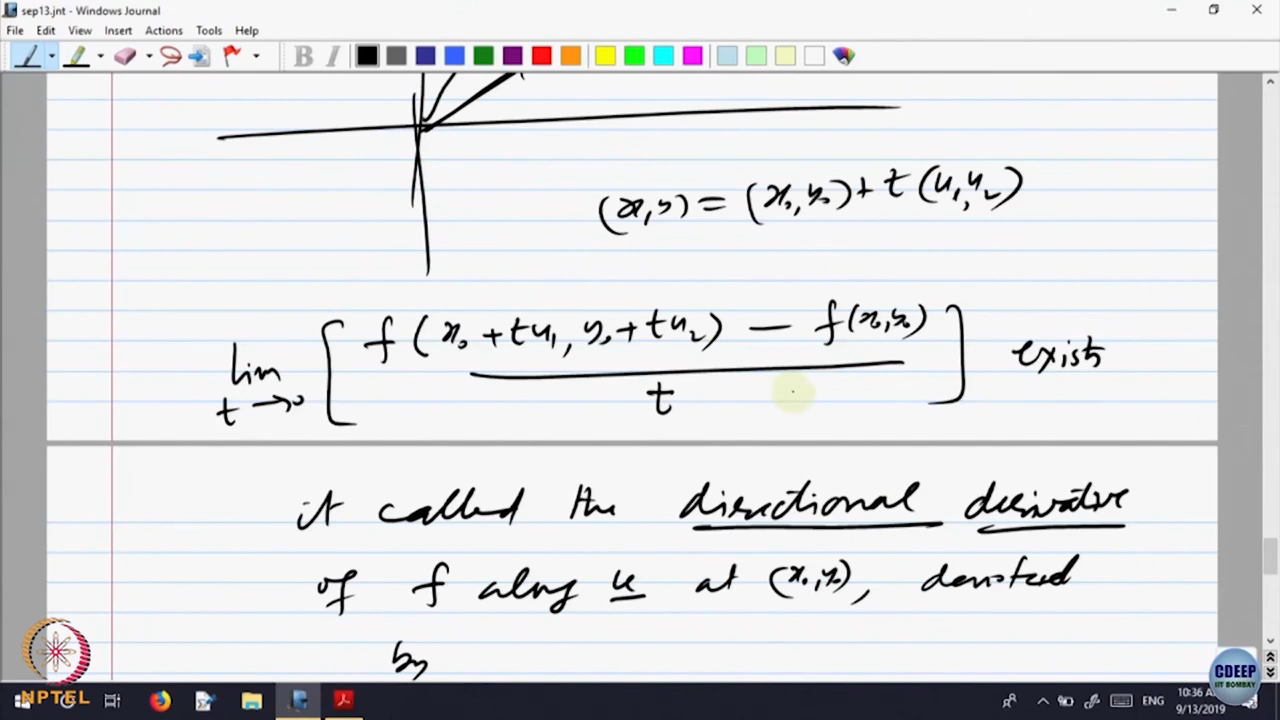 sep13.jnt - Windows Journal
File Edit View Insert Actions Tools Help
B I
(x,y) = (x₀,y₀) + t (u₁,u₂)
lim t→0 [ f(x₀ + tu₁, y₀ + tu₂) — f(x₀,y₀) / t ] exists
it called the directional derivative
of f along u at (x₀,y₀), denoted
by
NPTEL
CDEEP
IIT BOMBAY
ENG
10:36 A
9/13/2019